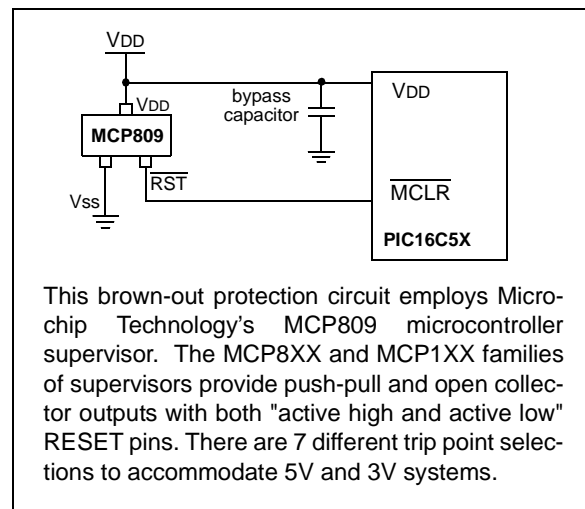 VDD
VDD
bypass
capacitor
VDD
MCP809
RST
Vss
MCLR
PIC16C5X
This brown-out protection circuit employs Micro-
chip Technology's MCP809 microcontroller
supervisor. The MCP8XX and MCP1XX families
of supervisors provide push-pull and open collec-
tor outputs with both "active high and active low"
RESET pins. There are 7 different trip point selec-
tions to accommodate 5V and 3V systems.